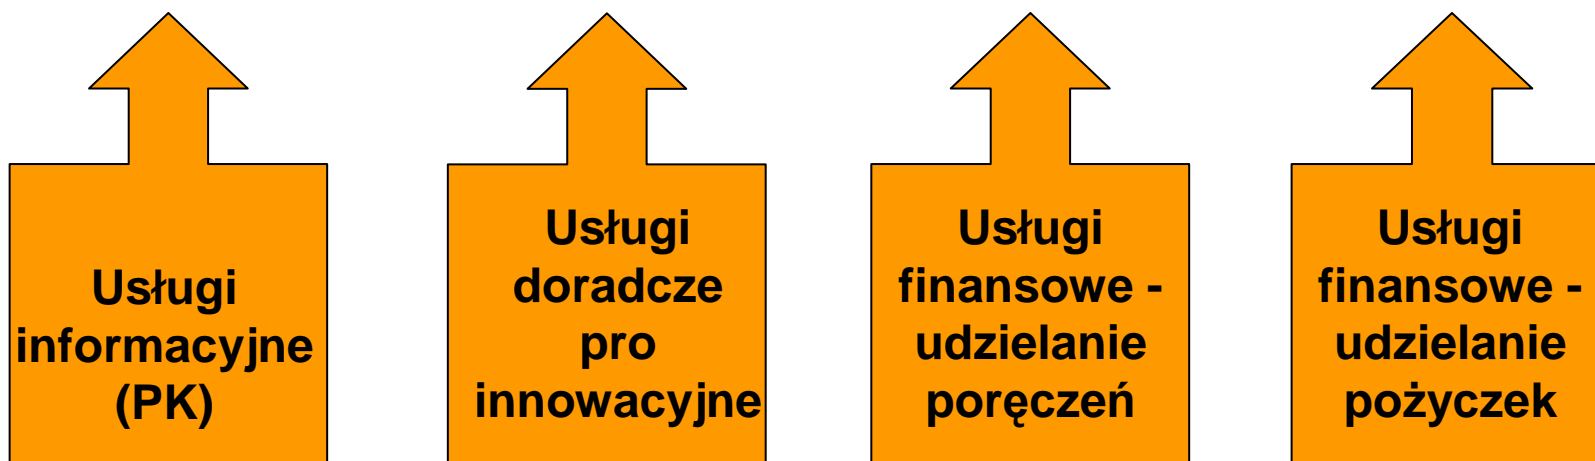 Usługi
informacyjne
(PK)
Usługi
doradcze
pro
innowacyjne
Usługi
finansowe -
udzielanie
poręczeń
Usługi
finansowe -
udzielanie
pożyczek